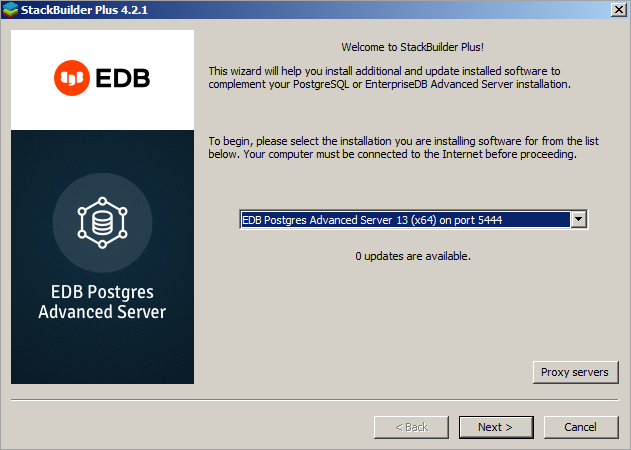 StackBuilder Plus 4.2.1
EDB
EDB Postgres
Advanced Server
Welcome to StackBuilder Plus!
This wizard will help you install additional and update installed software to
complement your PostgreSQL or EnterpriseDB Advanced Server installation.
To begin, please select the installation you are installing software for from the list
below. Your computer must be connected to the Internet before proceeding.
EDB Postgres Advanced Server 13 (x64) on port 5444
0 updates are available.
Proxy servers
< Back
Next >
Cancel